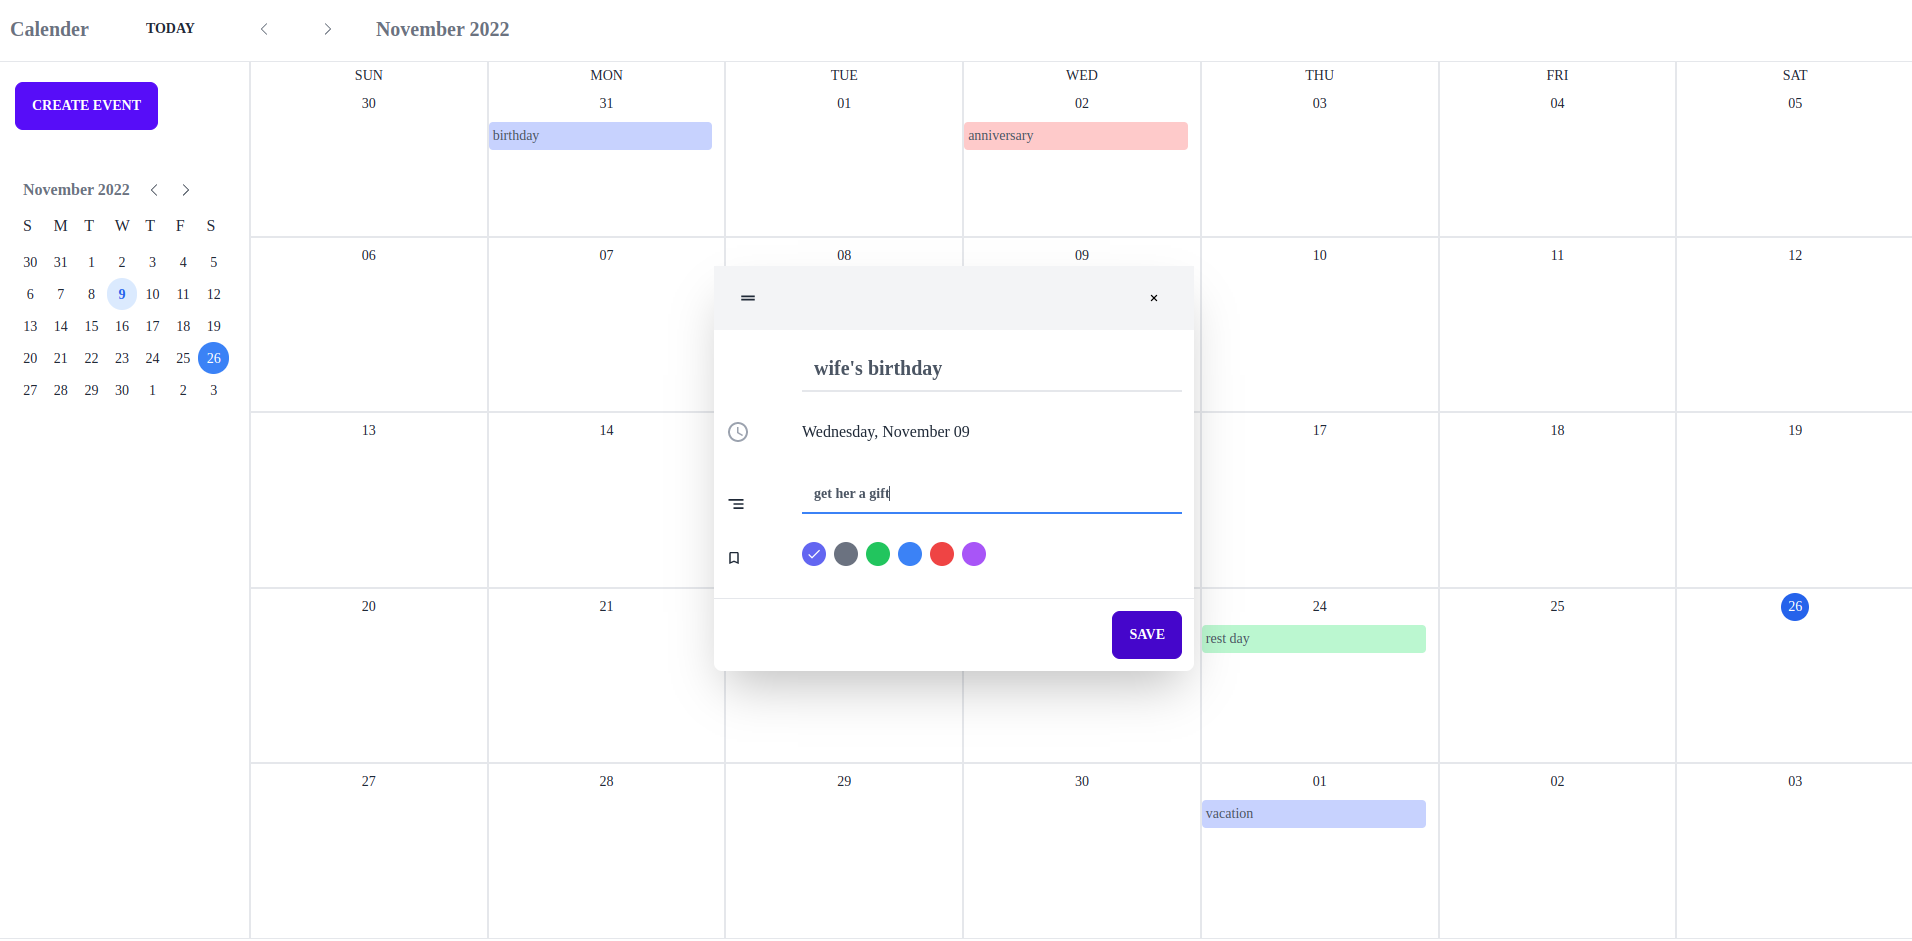 Calender TODAY November 2022
CREATE EVENT
November 2022
S M T W T F S
30 31 1 2 3 4 5
6 7 8 9 10 11 12
13 14 15 16 17 18 19
20 21 22 23 24 25 26
27 28 29 30 1 2 3
SUN MON TUE WED THU FRI SAT
30 31 01 02 03 04 05
birthday anniversary
06 07 08 09 10 11 12
13 14 17 18 19
20 21 24 25 26
rest day
27 28 29 30 01 02 03
vacation
wife's birthday
Wednesday, November 09
get her a gift
SAVE